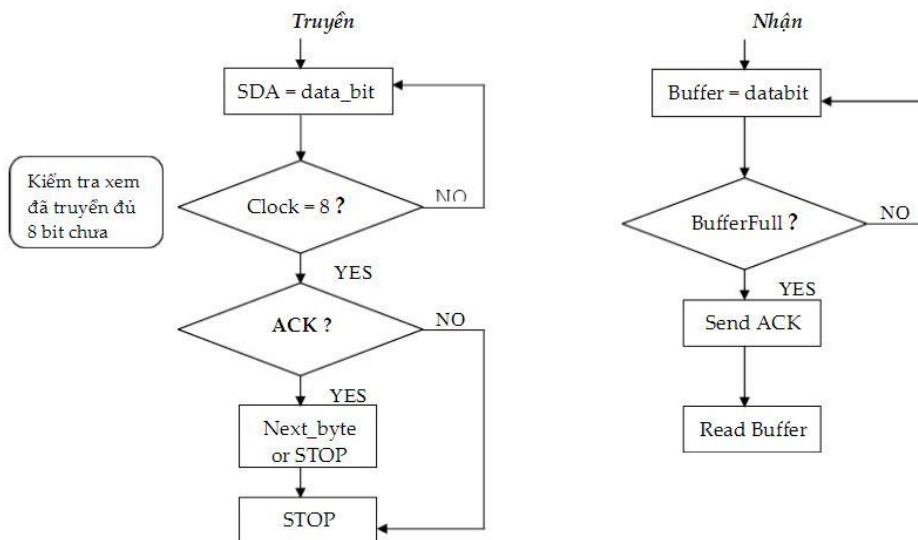 Truyền
SDA = data_bit
Kiểm tra xem
đã truyền đủ
8 bit chưa
Clock = 8 ?
NO
YES
ACK ?
NO
YES
Next_byte
or STOP
STOP
Nhận
Buffer = databit
BufferFull ?
NO
YES
Send ACK
Read Buffer